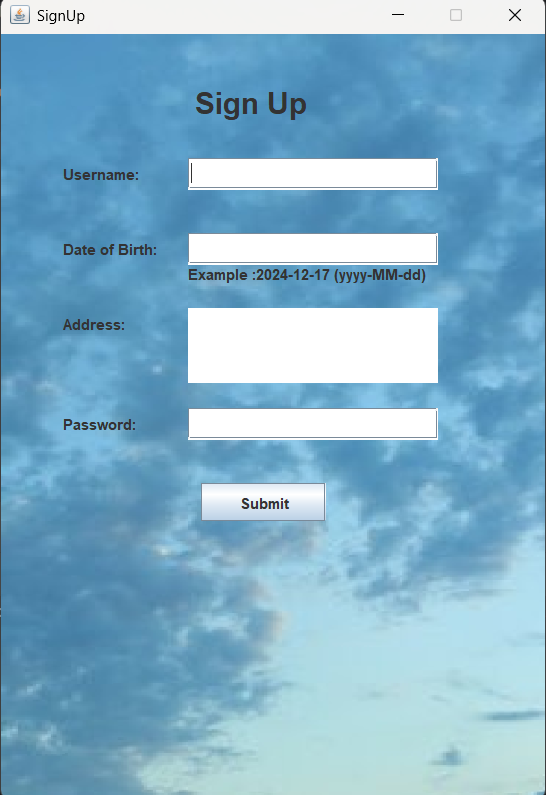 SignUp
Sign Up
Username:
Date of Birth:
Example :2024-12-17 (yyyy-MM-dd)
Address:
Password:
Submit